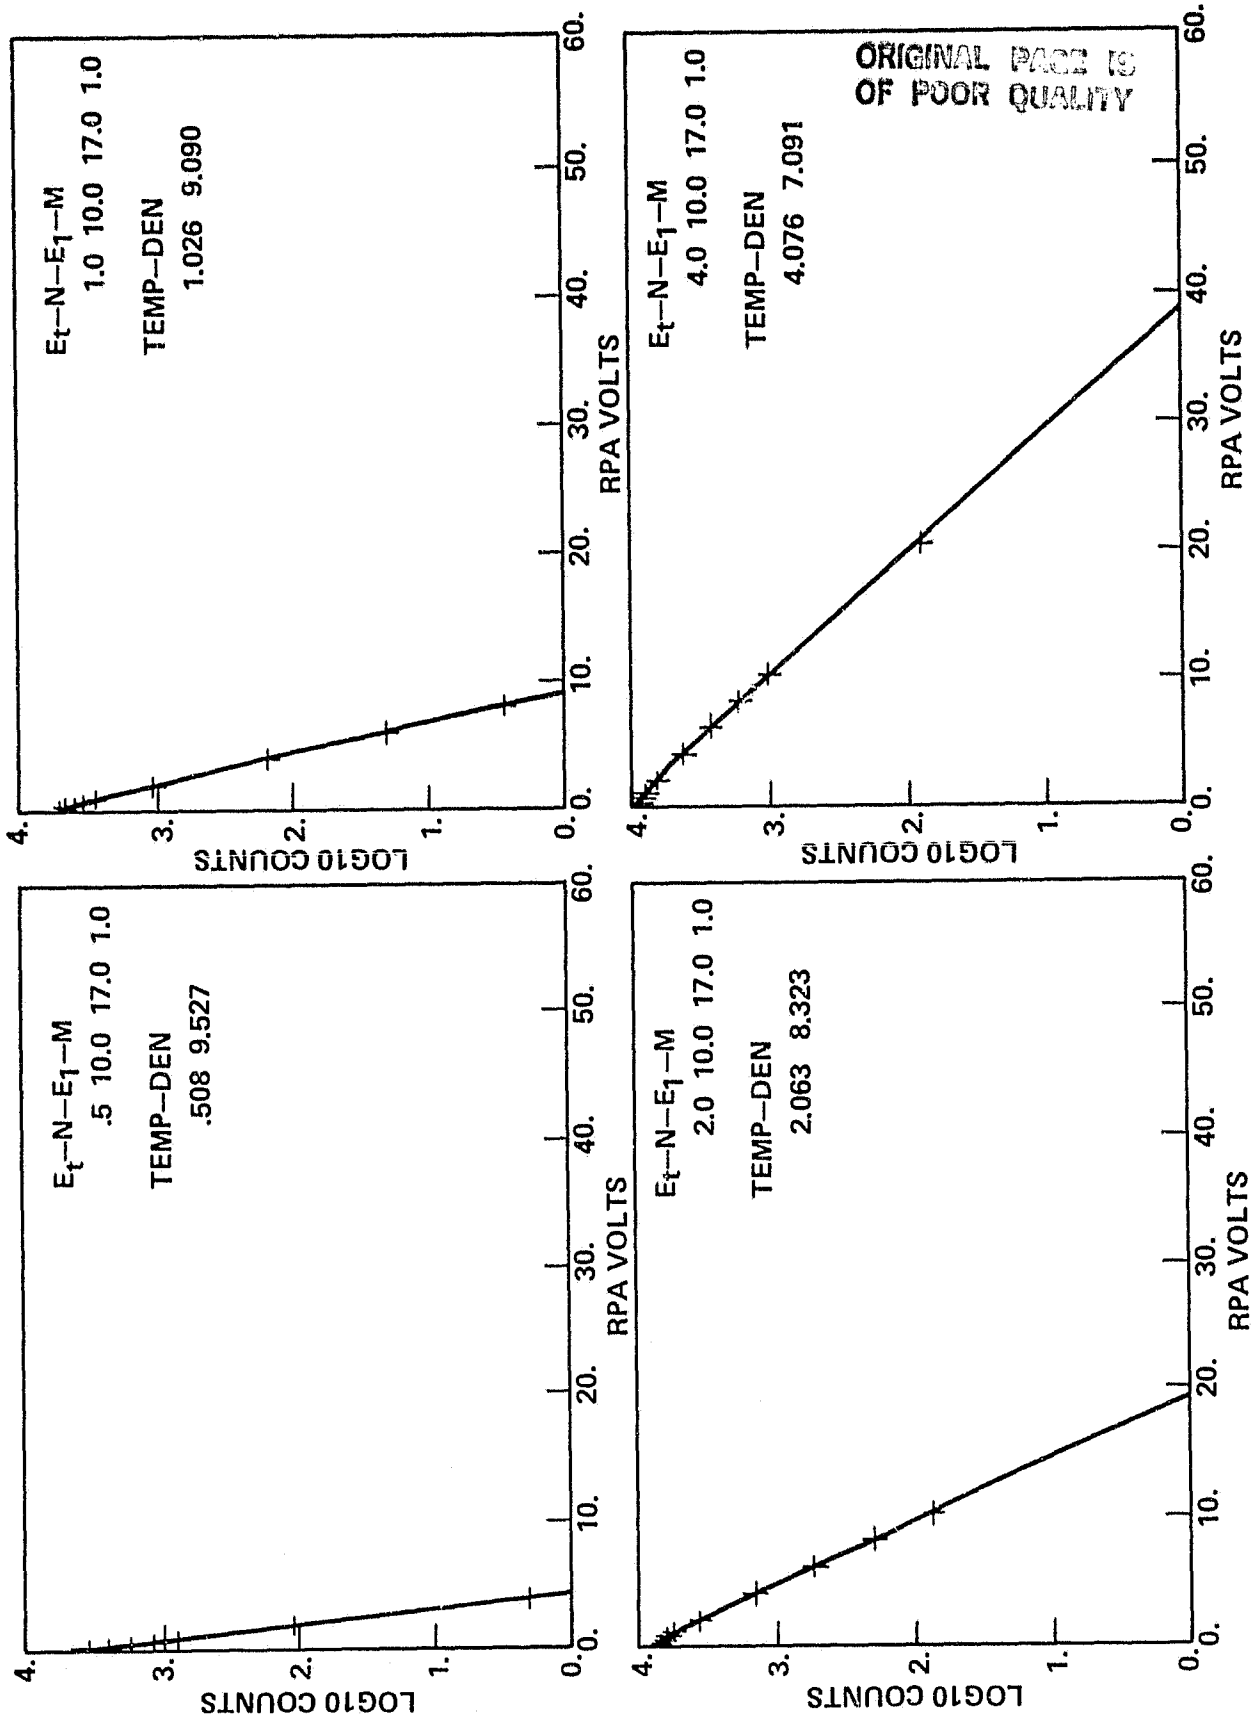 LOG10 COUNTS
4.
3.
2.
1.
0.
Et—N—E1—M
.5 10.0 17.0 1.0
TEMP—DEN
.508 9.527
0. 10. 20. 30. 40. 50. 60.
RPA VOLTS
LOG10 COUNTS
4.
3.
2.
1.
0.
Et—N—E1—M
1.0 10.0 17.0 1.0
TEMP—DEN
1.026 9.090
0. 10. 20. 30. 40. 50. 60.
RPA VOLTS
LOG10 COUNTS
4.
3.
2.
1.
0.
Et—N—E1—M
2.0 10.0 17.0 1.0
TEMP—DEN
2.063 8.323
0. 10. 20. 30. 40. 50. 60.
RPA VOLTS
LOG10 COUNTS
4.
3.
2.
1.
0.
Et—N—E1—M
4.0 10.0 17.0 1.0
TEMP—DEN
4.076 7.091
0. 10. 20. 30. 40. 50. 60.
RPA VOLTS
ORIGINAL PAGE IS
OF POOR QUALITY